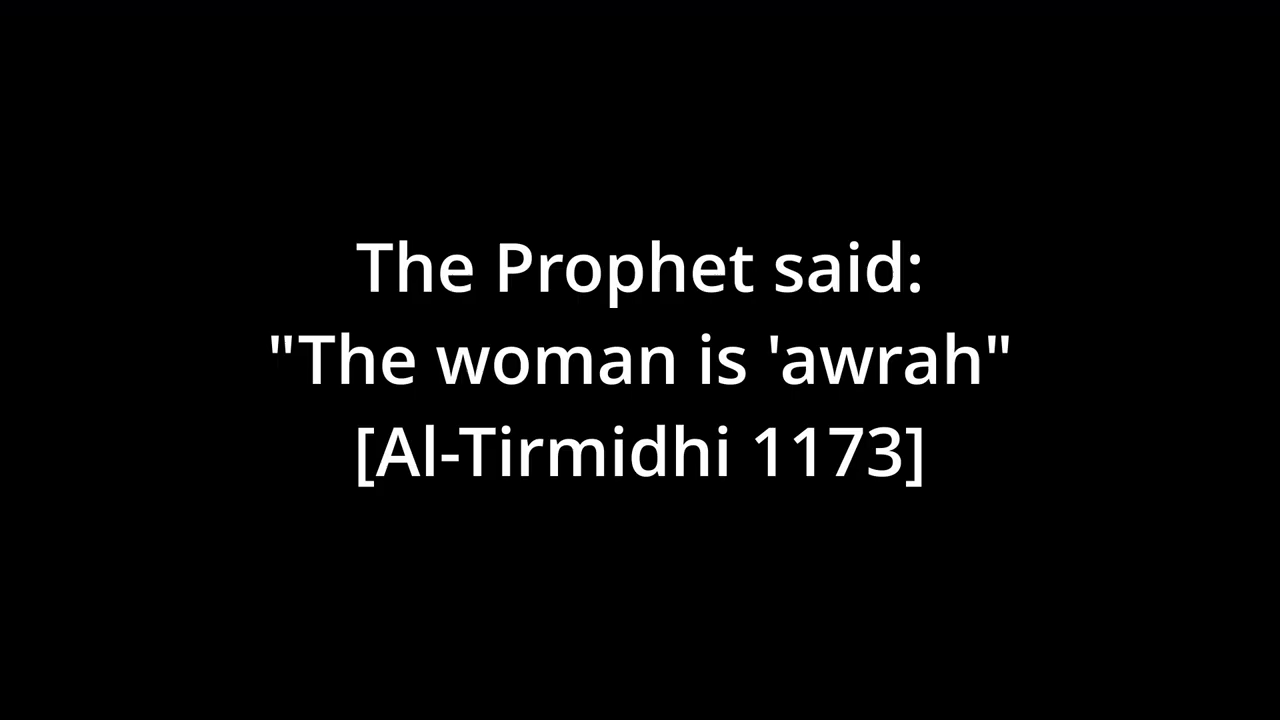 The Prophet said:
"The woman is 'awrah"
[Al-Tirmidhi 1173]